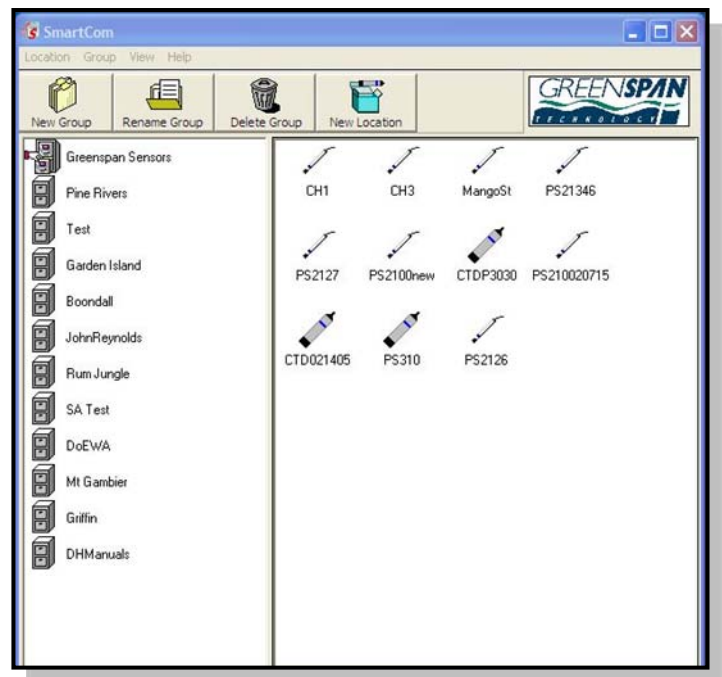 SmartCom
Location Group View Help
New Group Rename Group Delete Group New Location
GREENSPAN
TECHNOLOGY
Greenspan Sensors
Pine Rivers
Test
Garden Island
Boondall
JohnReynolds
Rum Jungle
SA Test
DoEWA
Mt Gambier
Griffin
DHManuals
CH1 CH3 MangoSt PS21346
PS2127 PS2100new CTDP3030 PS210020715
CTD021405 PS310 PS2126